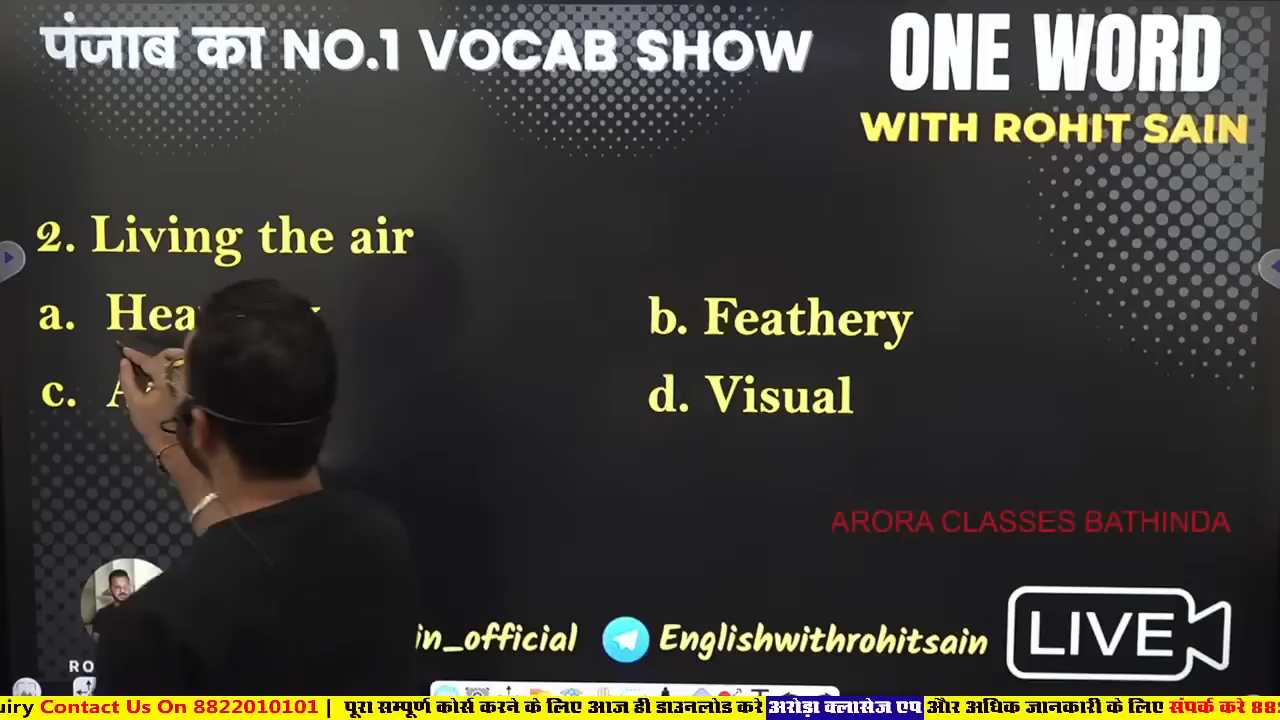 पंजाब का NO.1 VOCAB SHOW
ONE WORD
WITH ROHIT SAIN
2. Living the air
a.
b. Feathery
c.
d. Visual
ARORA CLASSES BATHINDA
in_official
Englishwithrohitsain
LIVE
Contact Us On 8822010101 | पूरा सम्पूर्ण कोर्स करने के लिए आज ही डाउनलोड करे अरोड़ा क्लासेज एप और अधिक जानकारी के लिए संपर्क करे 88